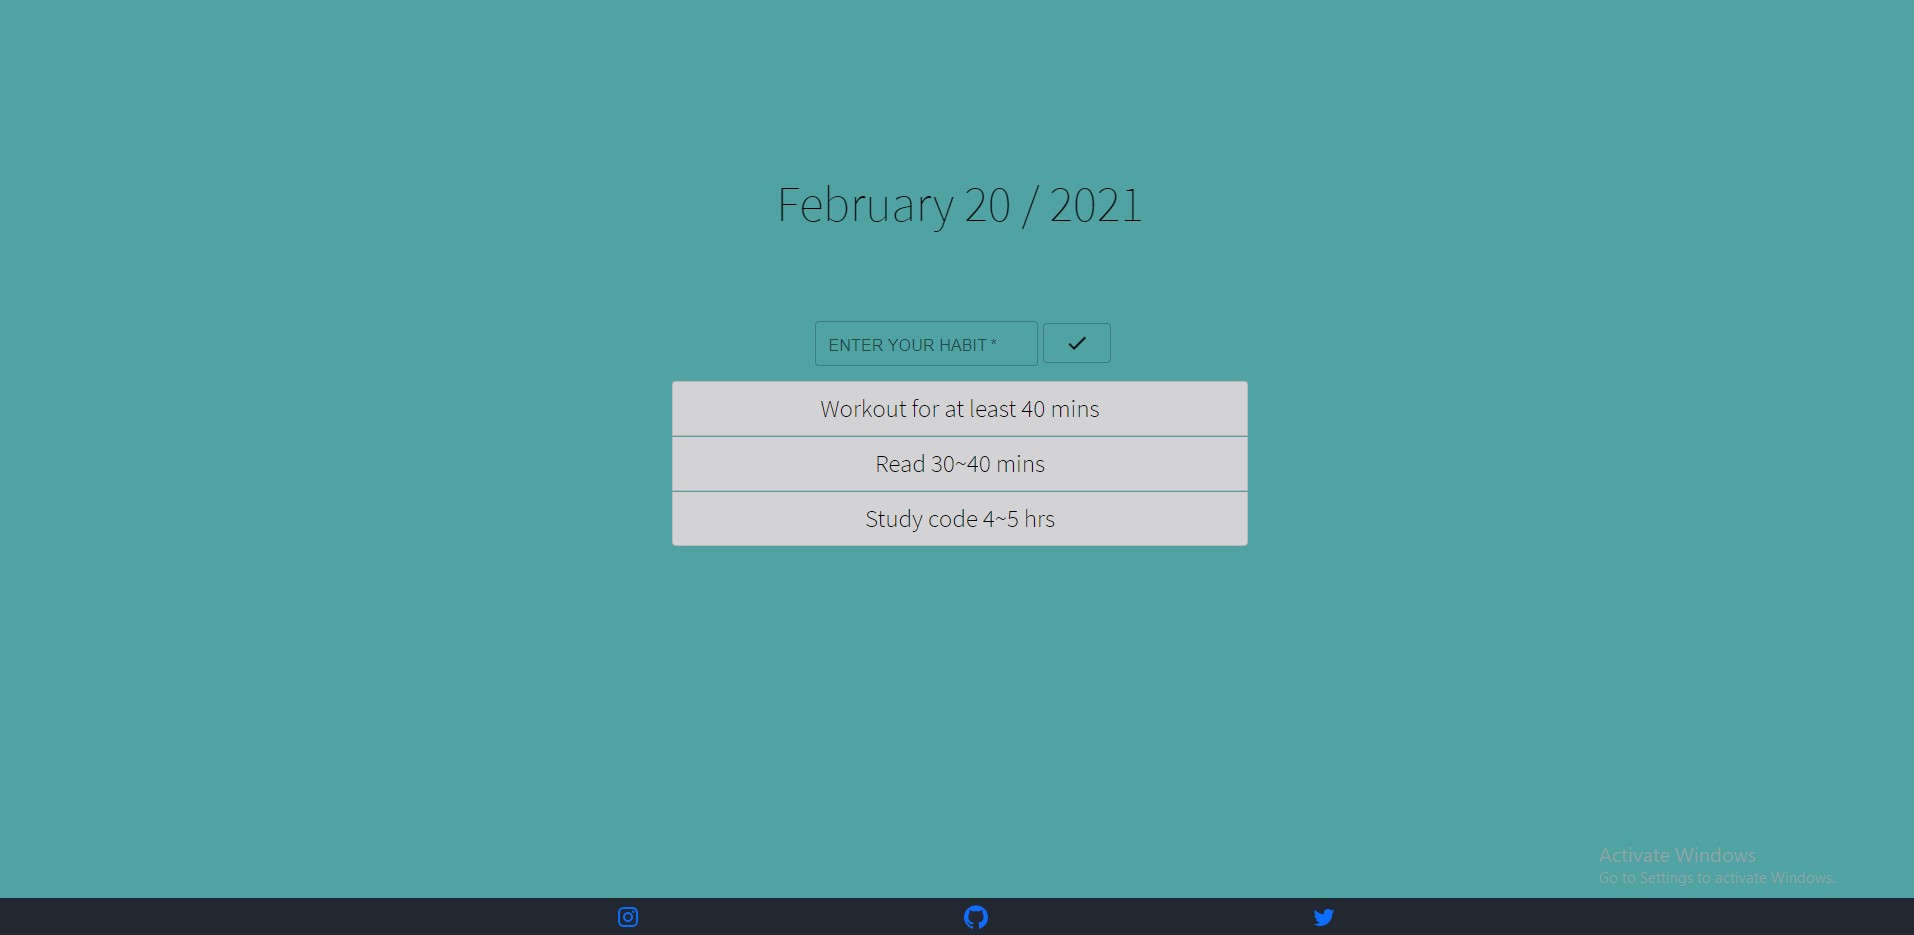 February 20 / 2021
ENTER YOUR HABIT *
Workout for at least 40 mins
Read 30~40 mins
Study code 4~5 hrs
Activate Windows
Go to Settings to activate Windows.